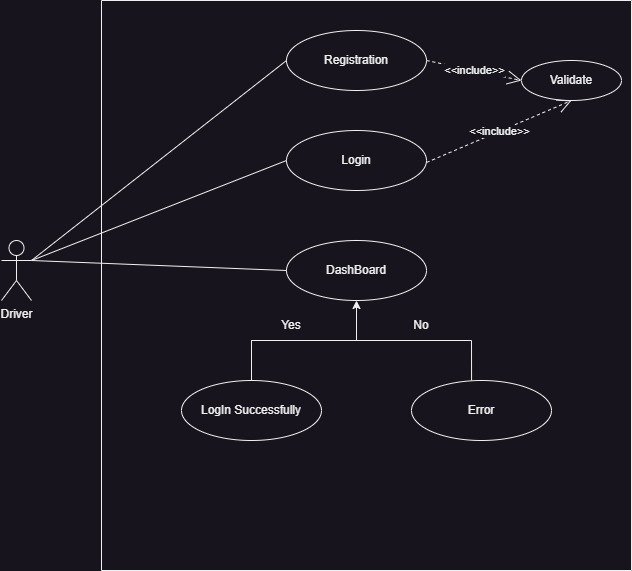 Registration
<<include>>
Validate
<<include>>
Login
DashBoard
Driver
Yes
No
LogIn Successfully
Error